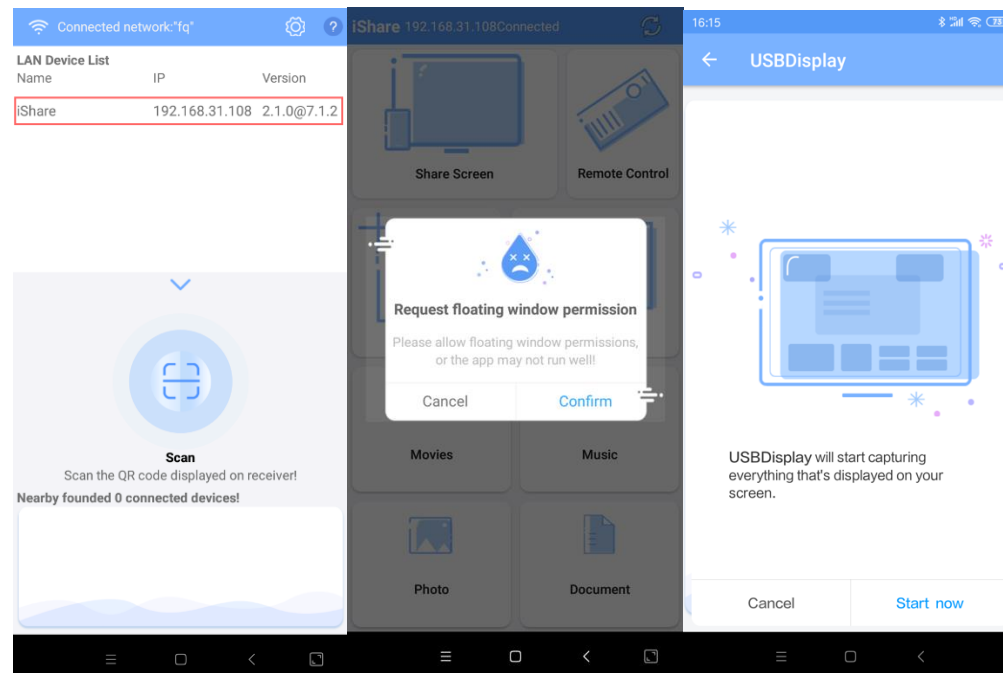 Connected network:"fq"
?
LAN Device List
Name IP Version
iShare 192.168.31.108 2.1.0@7.1.2
Scan
Scan the QR code displayed on receiver!
Nearby founded 0 connected devices!
iShare 192.168.31.108Connected
Share Screen
Remote Control
Request floating window permission
Please allow floating window permissions,
or the app may not run well!
Cancel Confirm
Movies Music
Photo Document
16:15 73
USBDisplay
USBDisplay will start capturing
everything that's displayed on your
screen.
Cancel Start now